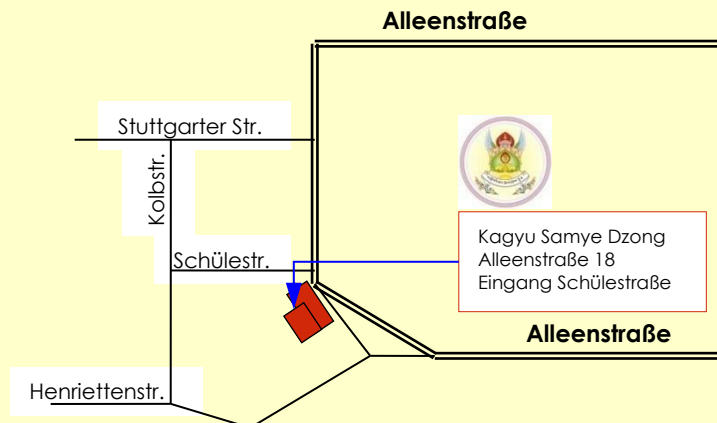 Alleenstraße
Stuttgarter Str.
Kolbstr.
Kagyu Samye Dzong
Alleenstraße 18
Eingang Schülestraße
Schülestr.
Alleenstraße
Henriettenstr.